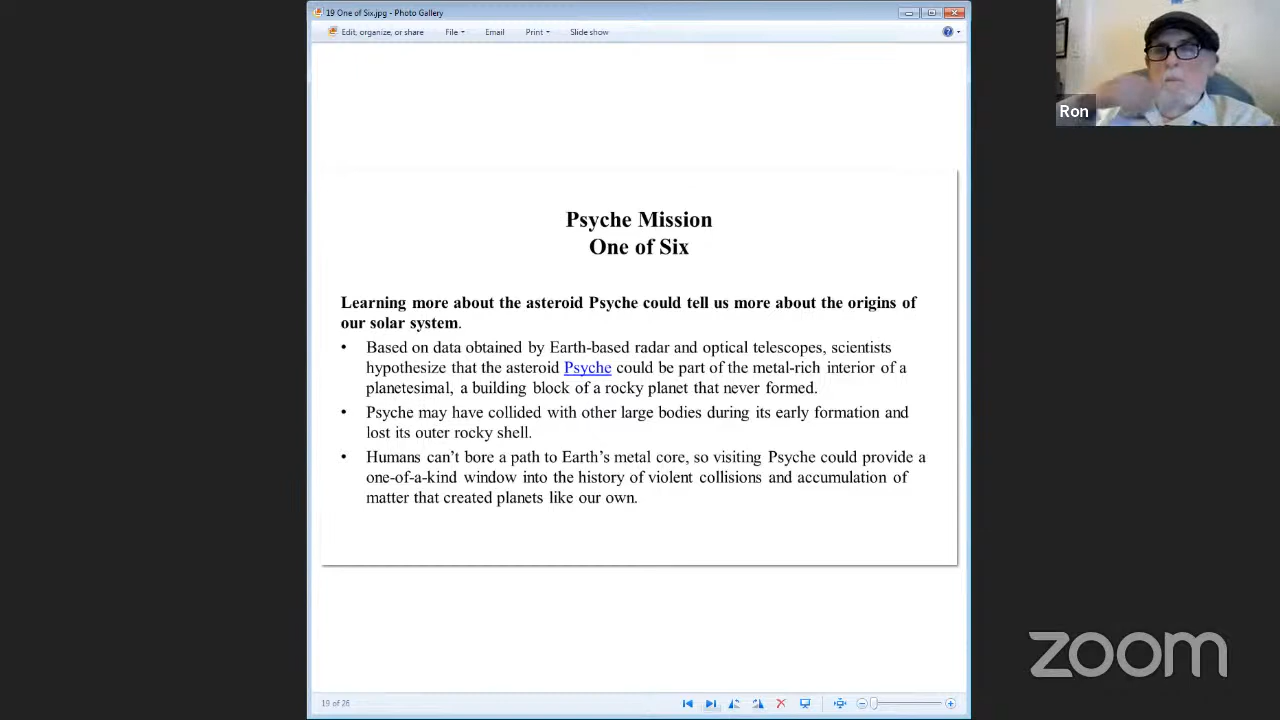 19 One of Six.jpg - Photo Gallery
Edit, organize, or share File Email Print Slide show
Ron
Psyche Mission
One of Six
Learning more about the asteroid Psyche could tell us more about the origins of
our solar system.
• Based on data obtained by Earth-based radar and optical telescopes, scientists
hypothesize that the asteroid Psyche could be part of the metal-rich interior of a
planetesimal, a building block of a rocky planet that never formed.
• Psyche may have collided with other large bodies during its early formation and
lost its outer rocky shell.
• Humans can’t bore a path to Earth’s metal core, so visiting Psyche could provide a
one-of-a-kind window into the history of violent collisions and accumulation of
matter that created planets like our own.
zoom
19 of 26